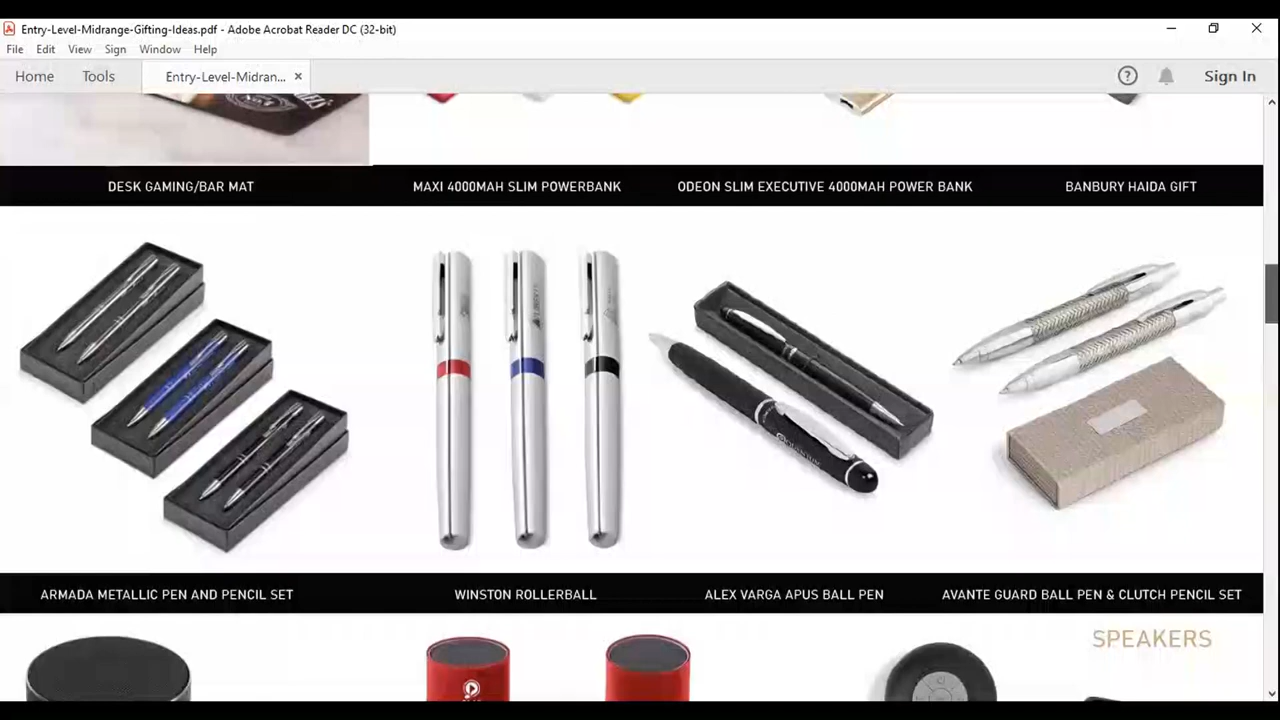 Entry-Level-Midrange-Gifting-Ideas.pdf - Adobe Acrobat Reader DC (32-bit)
File Edit View Sign Window Help
Home Tools Entry-Level-Midran... × Sign In
DESK GAMING/BAR MAT MAXI 4000MAH SLIM POWERBANK ODEON SLIM EXECUTIVE 4000MAH POWER BANK BANBURY HAIDA GIFT
ARMADA METALLIC PEN AND PENCIL SET WINSTON ROLLERBALL ALEX VARGA APUS BALL PEN AVANTE GUARD BALL PEN & CLUTCH PENCIL SET
SPEAKERS